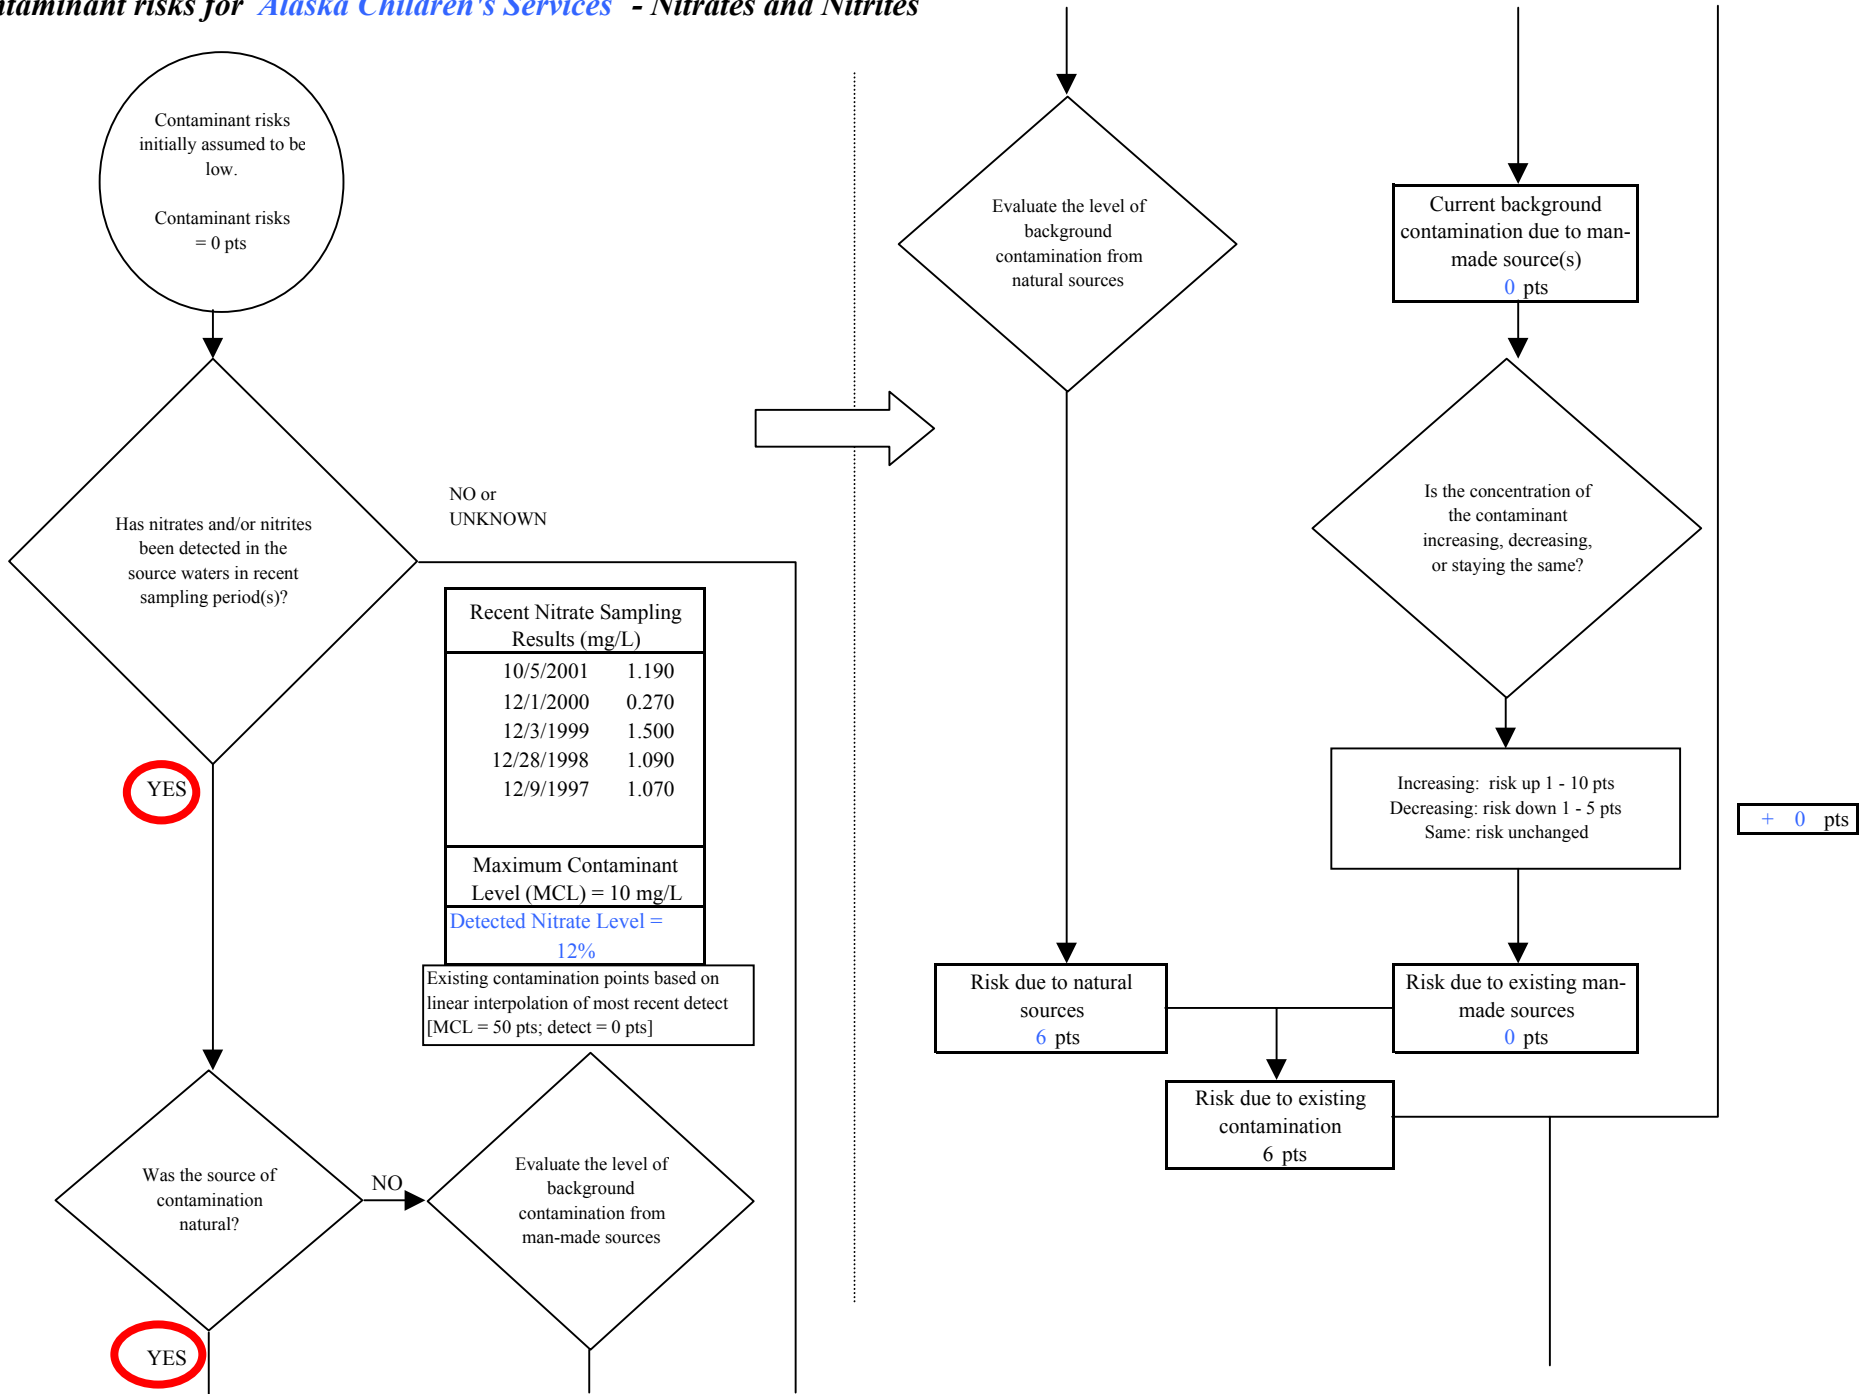 ntaminant risks for Alaska Children's Services - Nitrates and Nitrites
Contaminant risks
initially assumed to be
low.
Contaminant risks
= 0 pts
Has nitrates and/or nitrites
been detected in the
source waters in recent
sampling period(s)?
NO or
UNKNOWN
YES
Recent Nitrate Sampling
Results (mg/L)
10/5/2001 1.190
12/1/2000 0.270
12/3/1999 1.500
12/28/1998 1.090
12/9/1997 1.070
Maximum Contaminant
Level (MCL) = 10 mg/L
Detected Nitrate Level =
12%
Existing contamination points based on
linear interpolation of most recent detect
[MCL = 50 pts; detect = 0 pts]
Was the source of
contamination
natural?
NO
Evaluate the level of
background
contamination from
man-made sources
YES
Evaluate the level of
background
contamination from
natural sources
Current background
contamination due to man-
made source(s)
0 pts
Is the concentration of
the contaminant
increasing, decreasing,
or staying the same?
Increasing: risk up 1 - 10 pts
Decreasing: risk down 1 - 5 pts
Same: risk unchanged
+ 0 pts
Risk due to natural
sources
6 pts
Risk due to existing man-
made sources
0 pts
Risk due to existing
contamination
6 pts